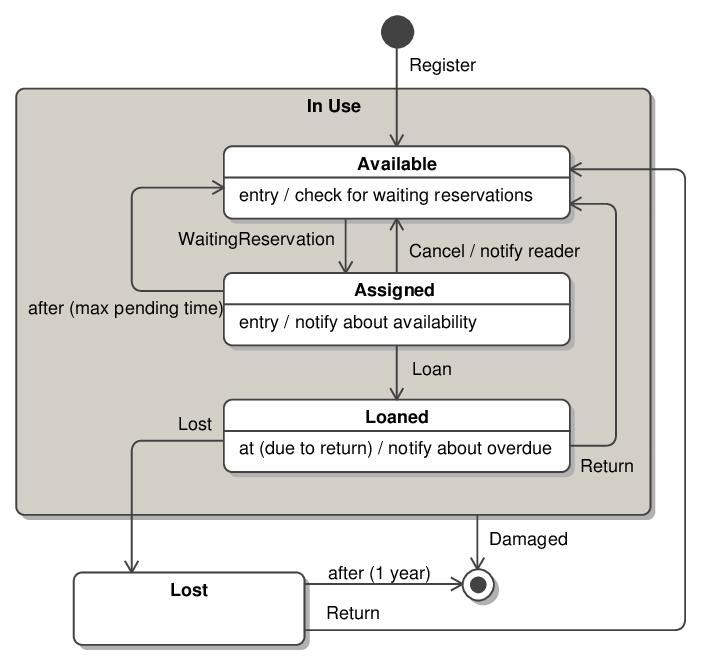 Register
In Use
Available
entry / check for waiting reservations
WaitingReservation
Cancel / notify reader
Assigned
after (max pending time)
entry / notify about availability
Loan
Loaned
Lost
at (due to return) / notify about overdue
Return
Damaged
after (1 year)
Lost
Return